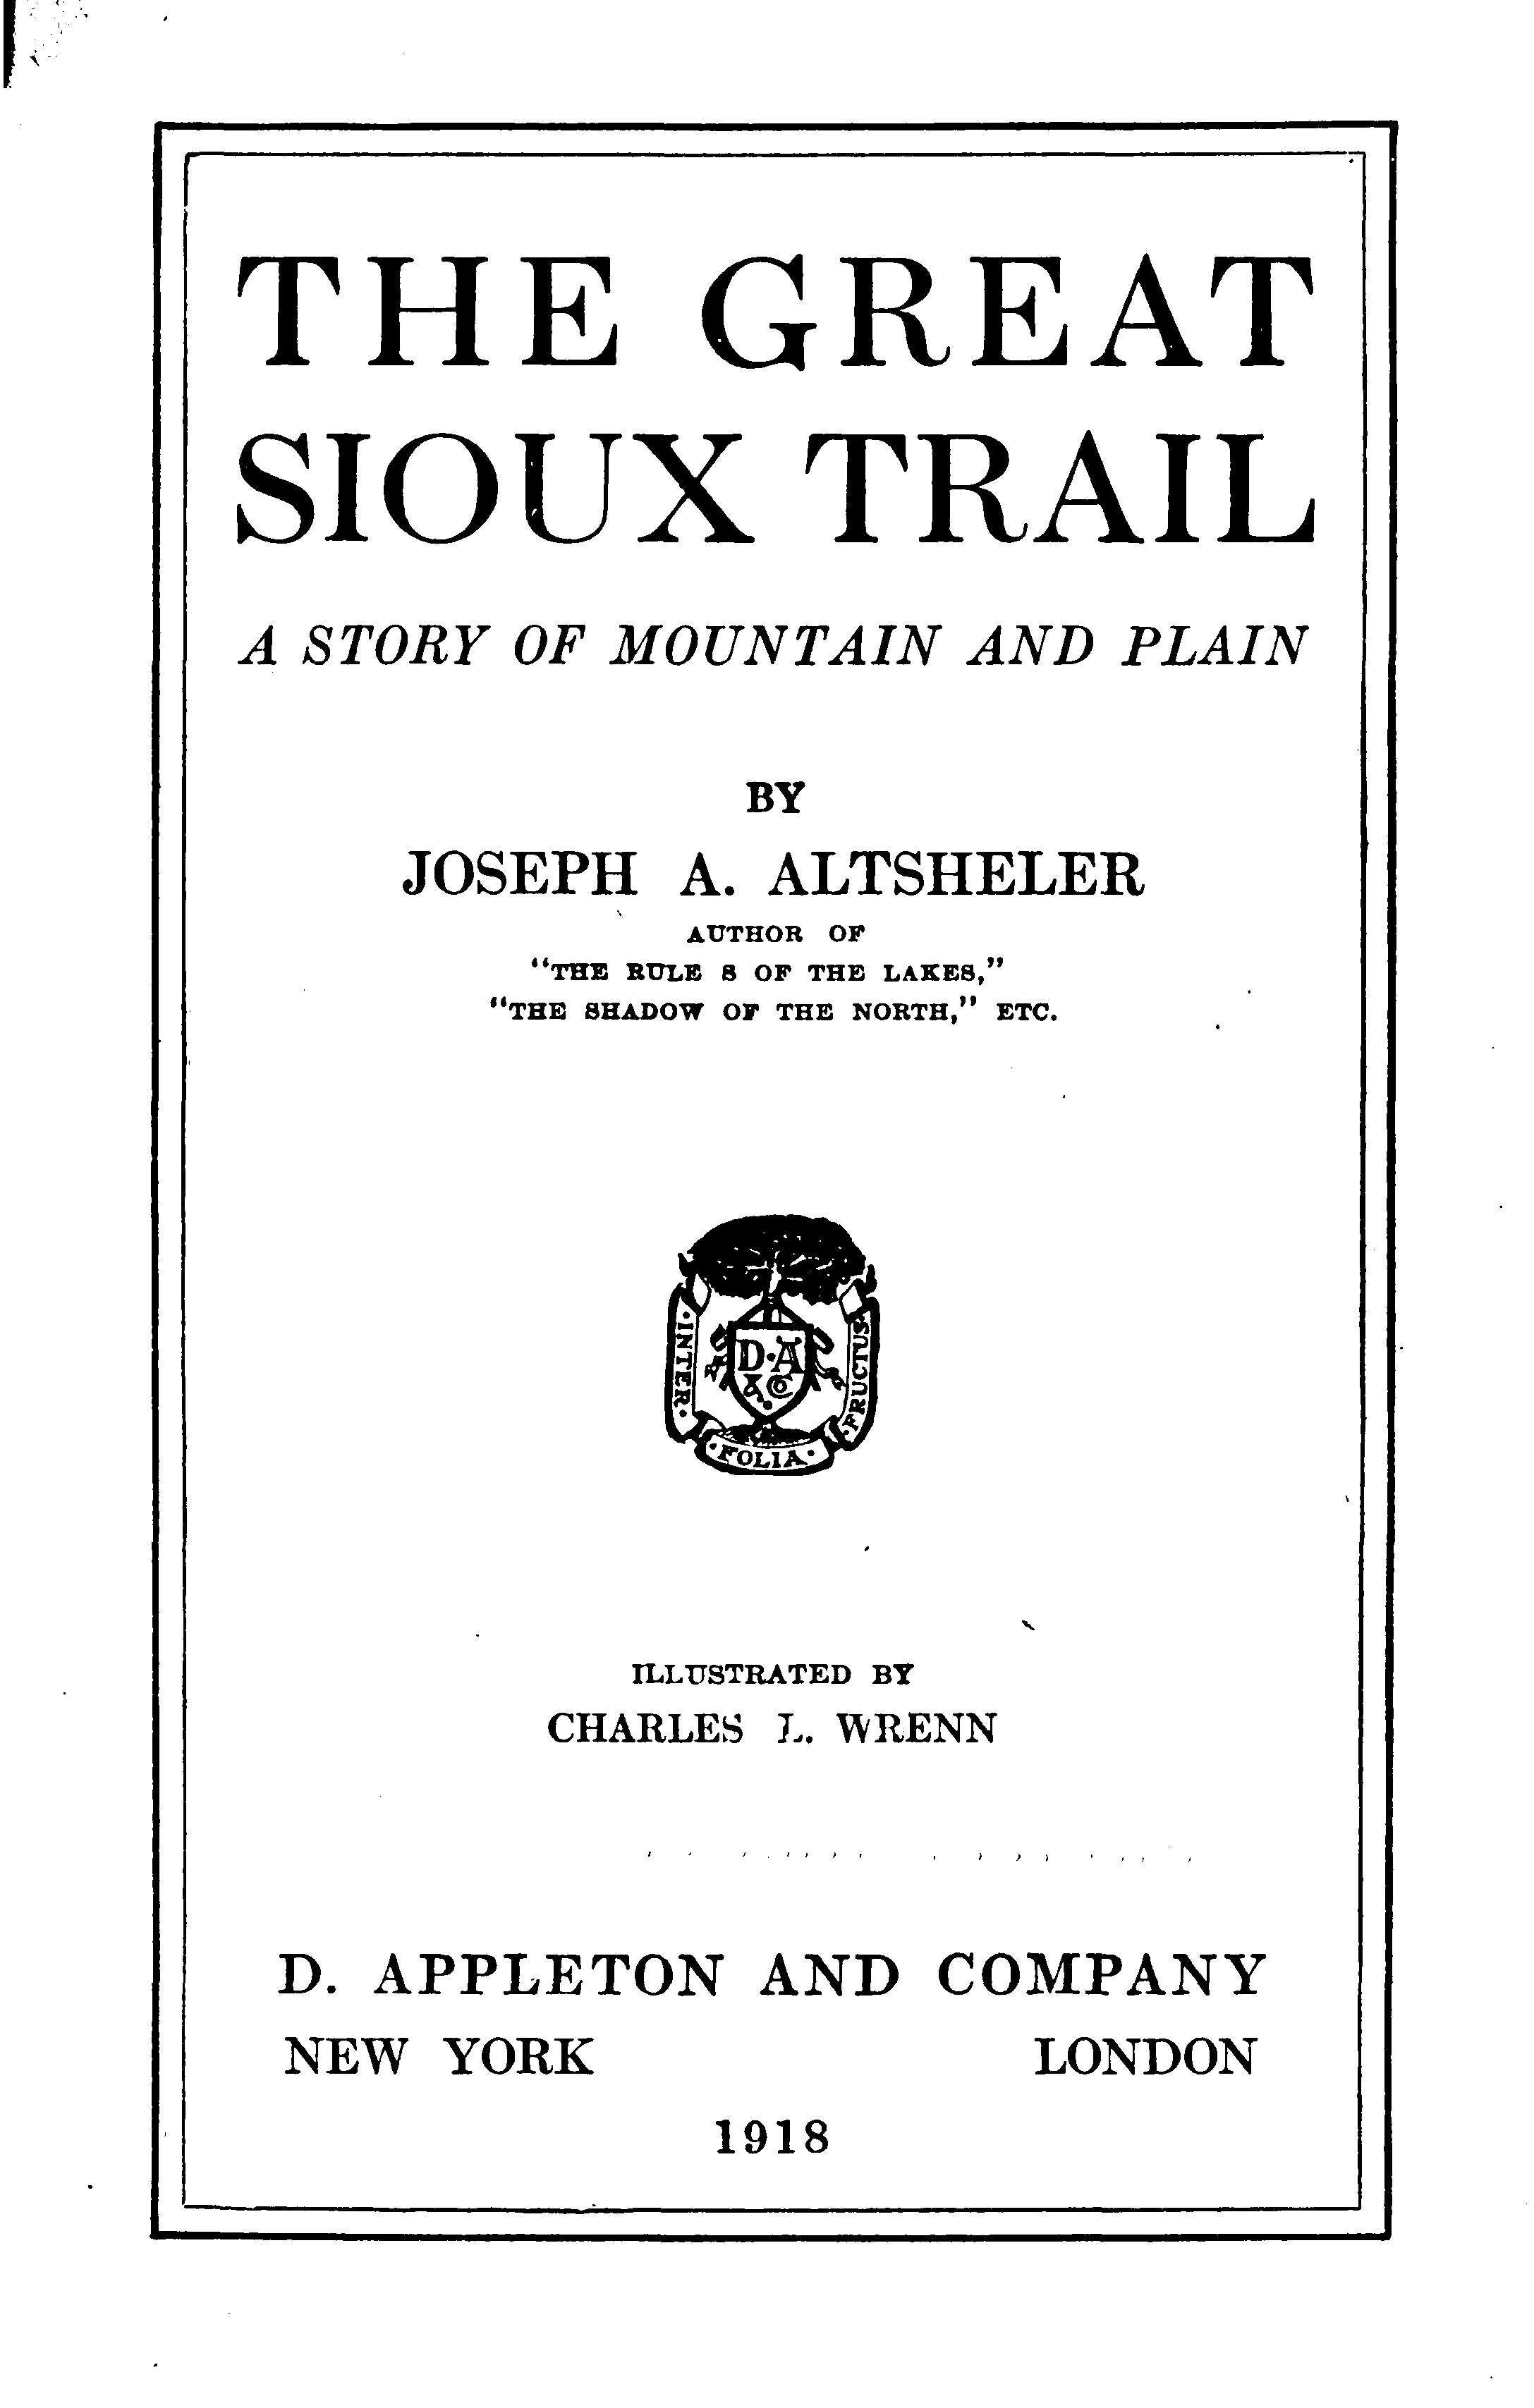 THE GREAT
SIOUX TRAIL
A STORY OF MOUNTAIN AND PLAIN
BY
JOSEPH A. ALTSHELER
AUTHOR OF
“THE RULE S OF THE LAKES,”
“THE SHADOW OF THE NORTH,” ETC.
D·A
& Co
·INTER·
·FOLIA·
·FRUCTUS·
ILLUSTRATED BY
CHARLES L. WRENN
D. APPLETON AND COMPANY
NEW YORK LONDON
1918